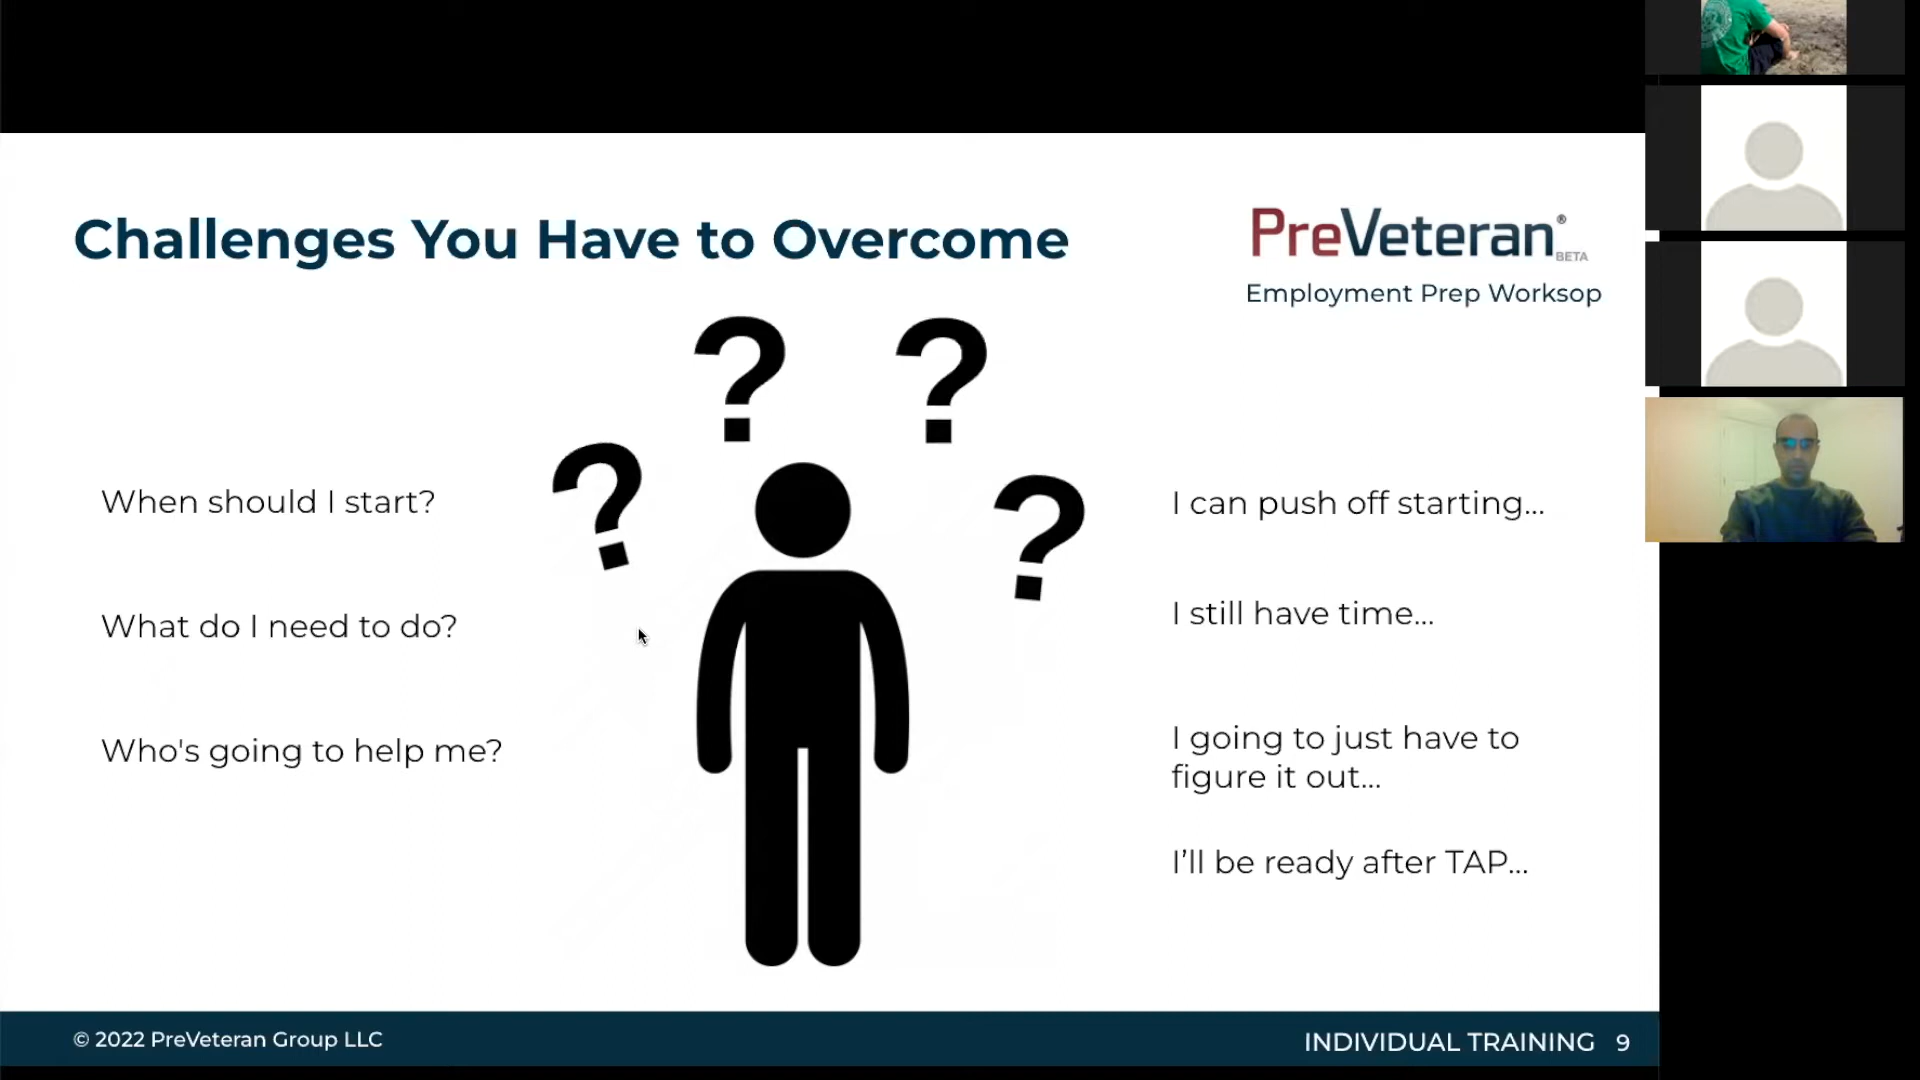 Challenges You Have to Overcome
PreVeteran®
BETA
Employment Prep Worksop
? ?
? ?
When should I start?
What do I need to do?
Who's going to help me?
I can push off starting...
I still have time...
I going to just have to
figure it out...
I’ll be ready after TAP...
© 2022 PreVeteran Group LLC
INDIVIDUAL TRAINING 9